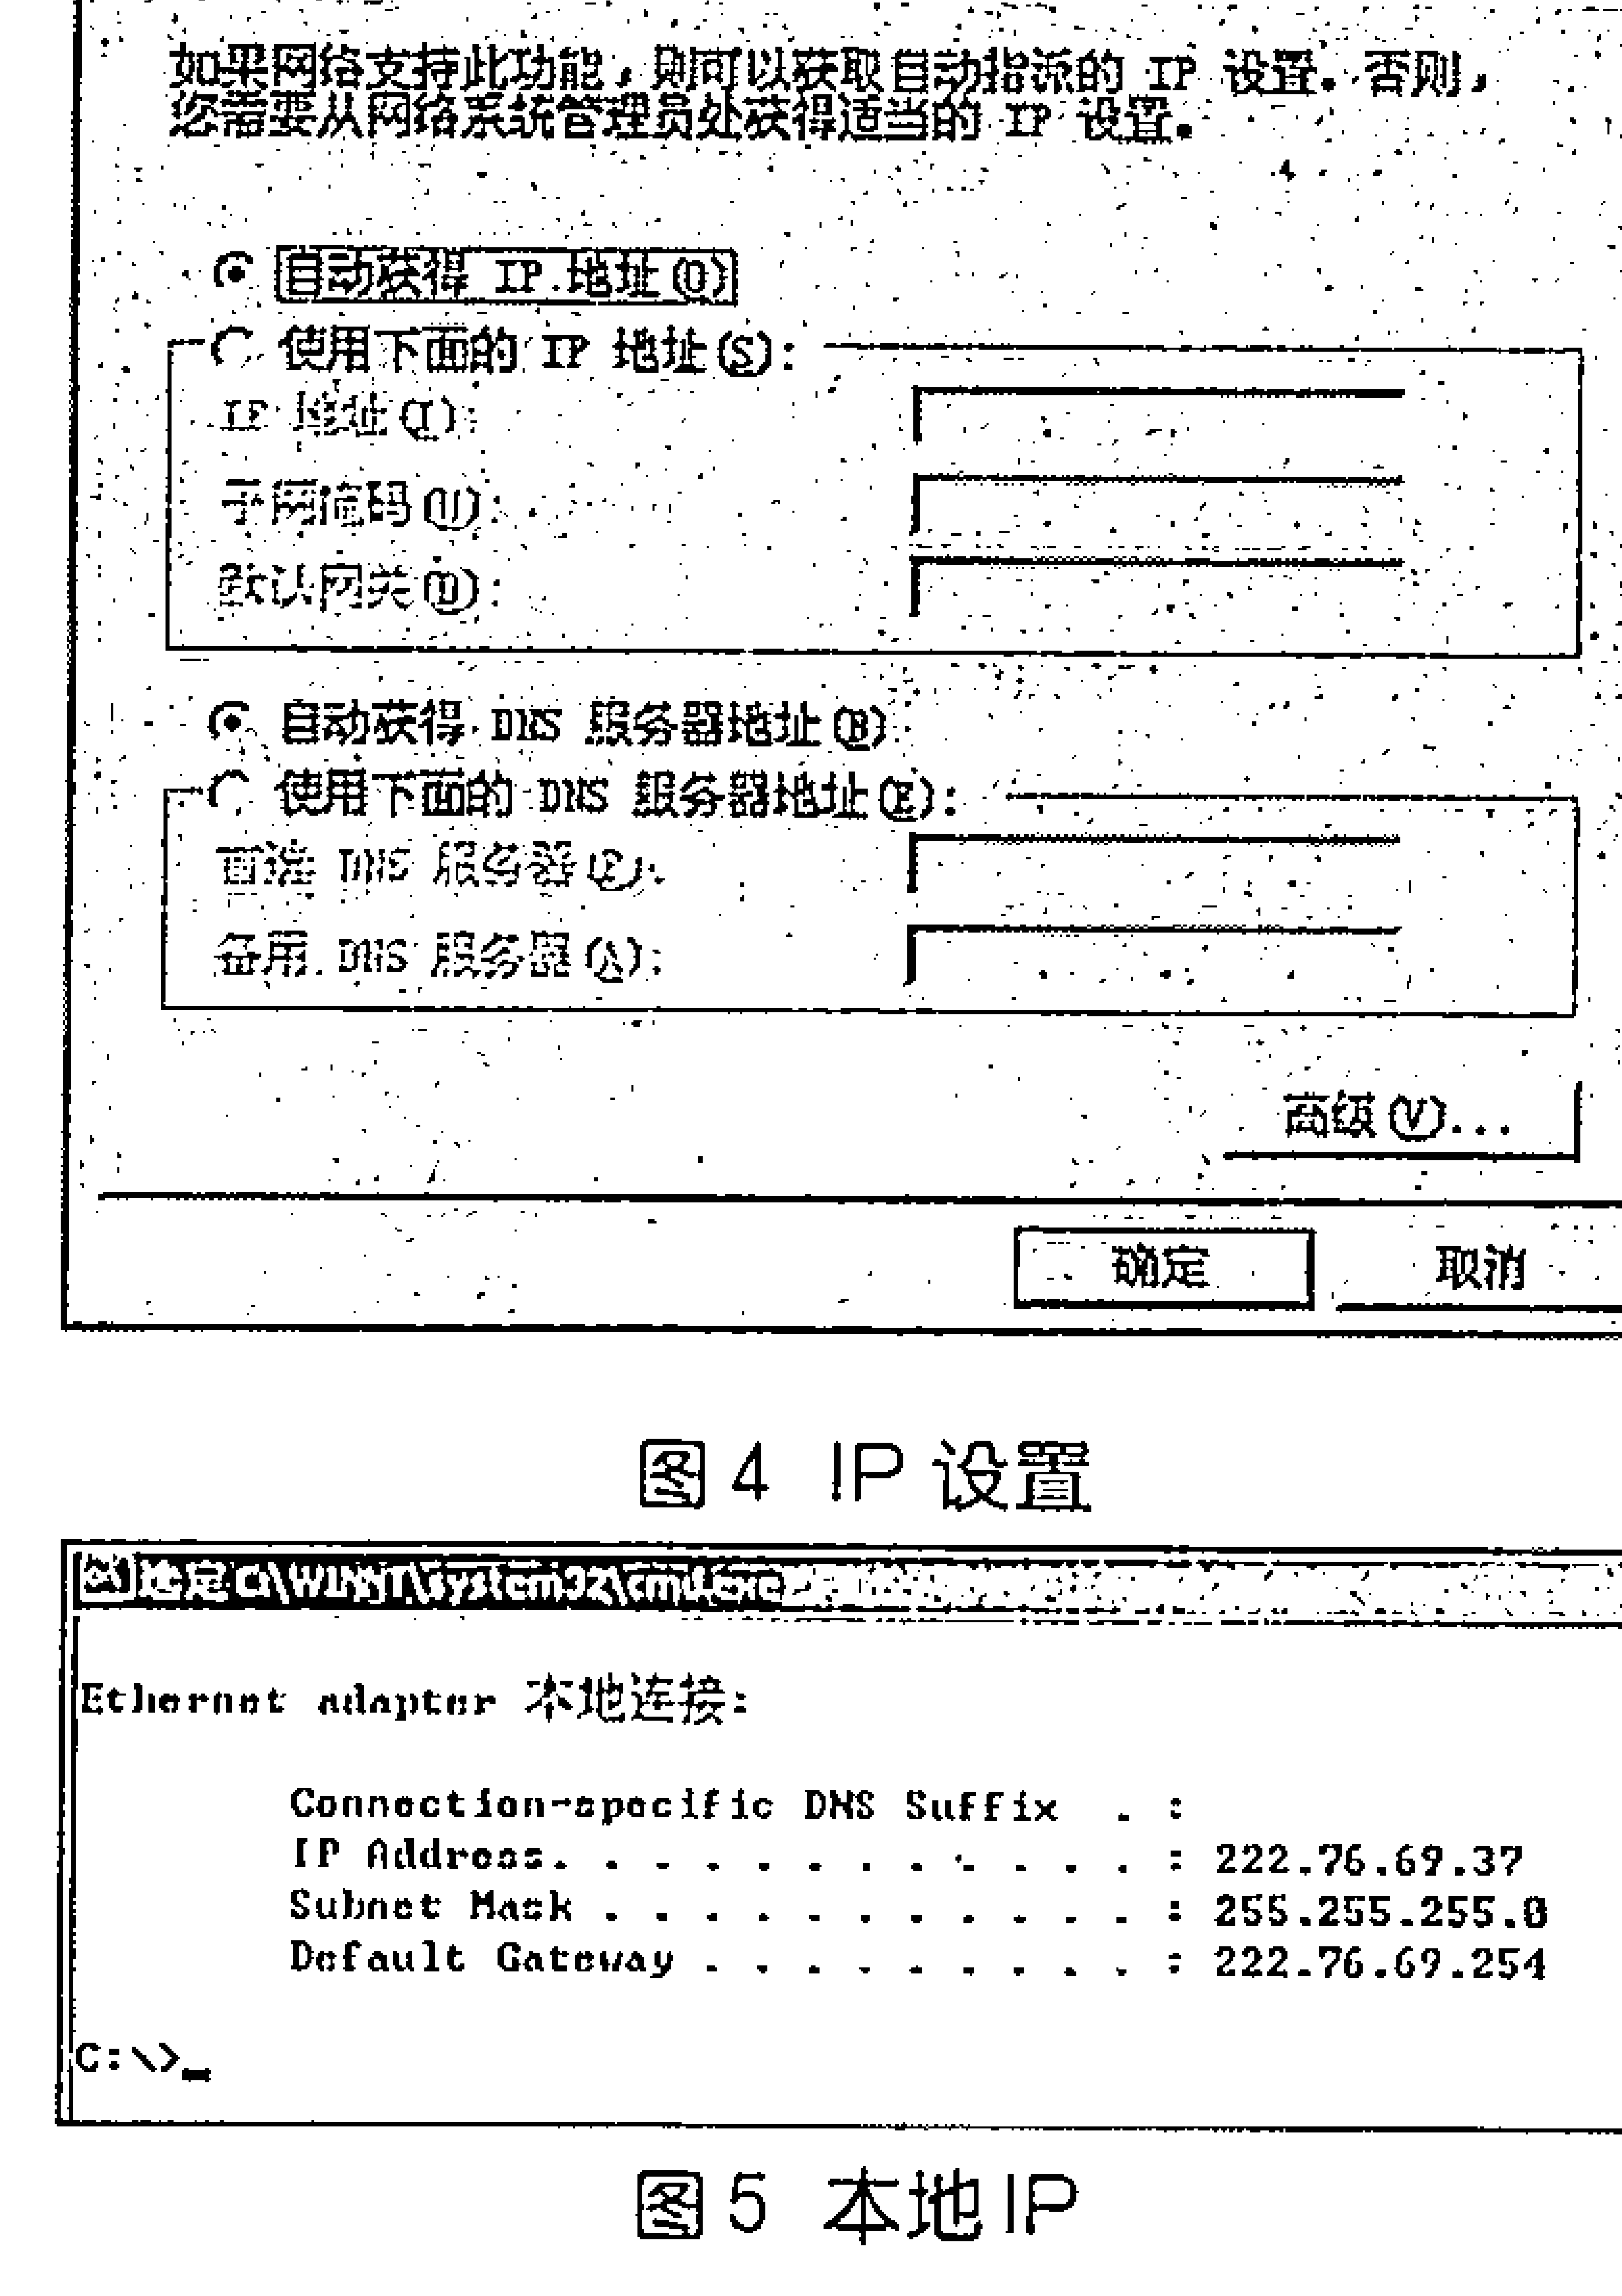 如果网络支持此功能，则可以获取自动指派的 IP 设置。否则，
您需要从网络系统管理员处获得适当的 IP 设置。
自动获得 IP 地址(O)
使用下面的 IP 地址(S):
IP 地址(I):
子网掩码(U):
默认网关(D):
自动获得 DNS 服务器地址(B)
使用下面的 DNS 服务器地址(E):
首选 DNS 服务器(P):
备用 DNS 服务器(A):
高级(V)...
确定 取消
图 4 IP 设置
选定 C:\WINNT\system32\cmd.exe
Ethernet adapter 本地连接:
Connection-specific DNS Suffix . :
IP Address. . . . . . . . . . . . : 222.76.69.37
Subnet Mask . . . . . . . . . . . : 255.255.255.0
Default Gateway . . . . . . . . . : 222.76.69.254
C:\>_
图 5 本地 IP